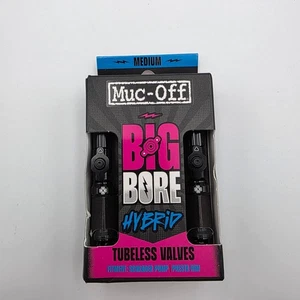 MEDIUM
Muc-Off
BIG
BORE
HYBRID
TUBELESS VALVES